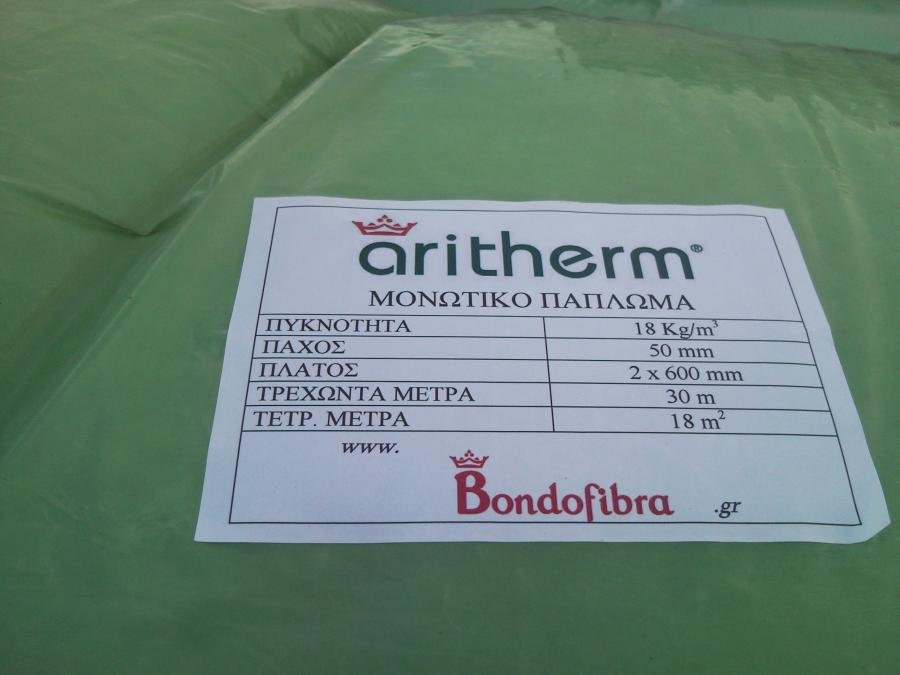 aritherm®
ΜΟΝΩΤΙΚΟ ΠΑΠΛΩΜΑ
ΠΥΚΝΟΤΗΤΑ 18 Kg/m³
ΠΑΧΟΣ 50 mm
ΠΛΑΤΟΣ 2 x 600 mm
ΤΡΕΧΩΝΤΑ ΜΕΤΡΑ 30 m
ΤΕΤΡ. ΜΕΤΡΑ 18 m²
www.
Bondofibra .gr